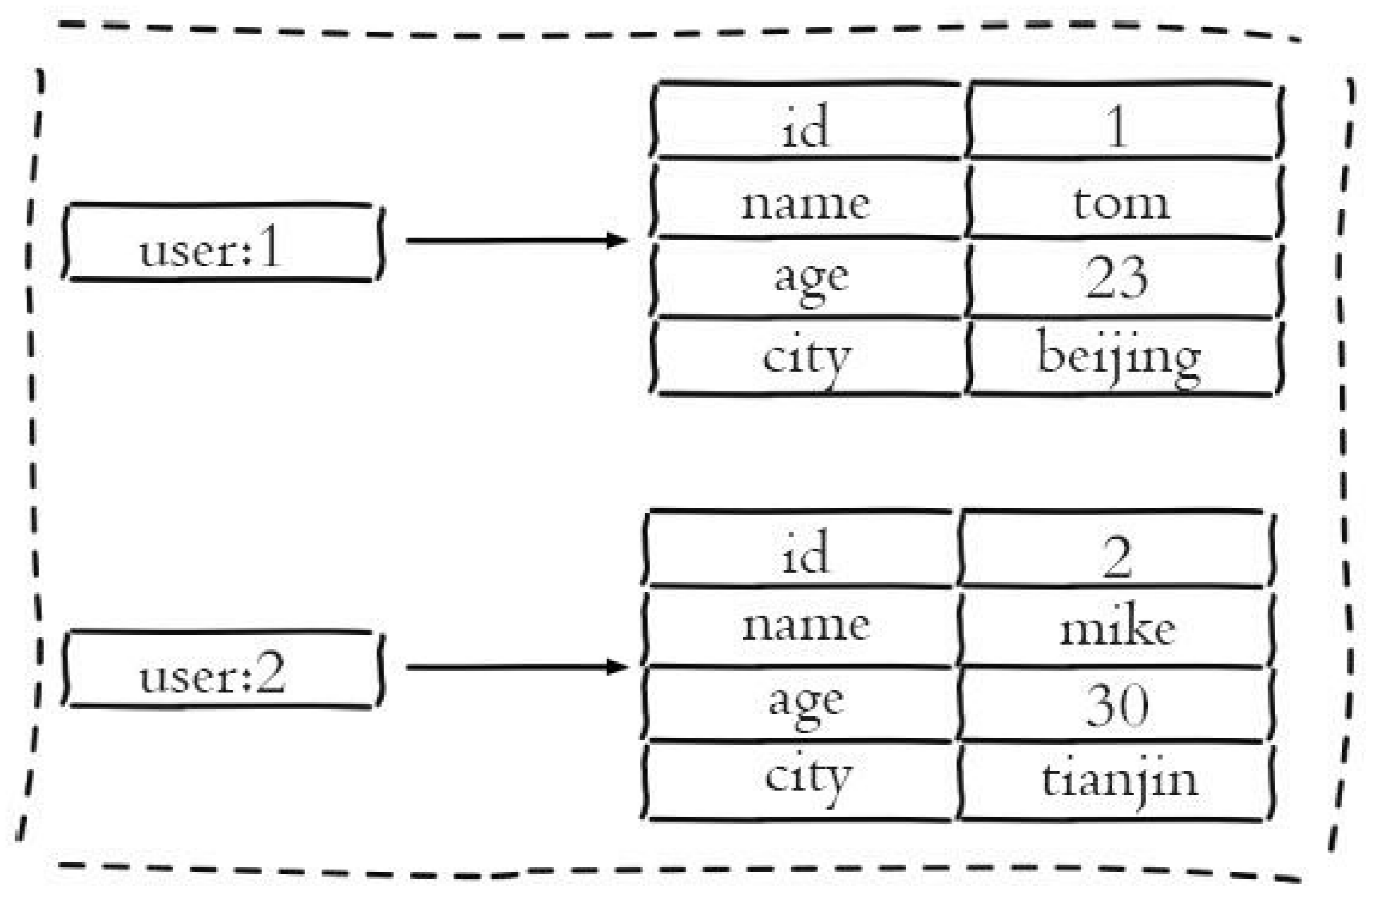 id 1
name tom
user:1
age 23
city beijing
id 2
name mike
user:2
age 30
city tianjin